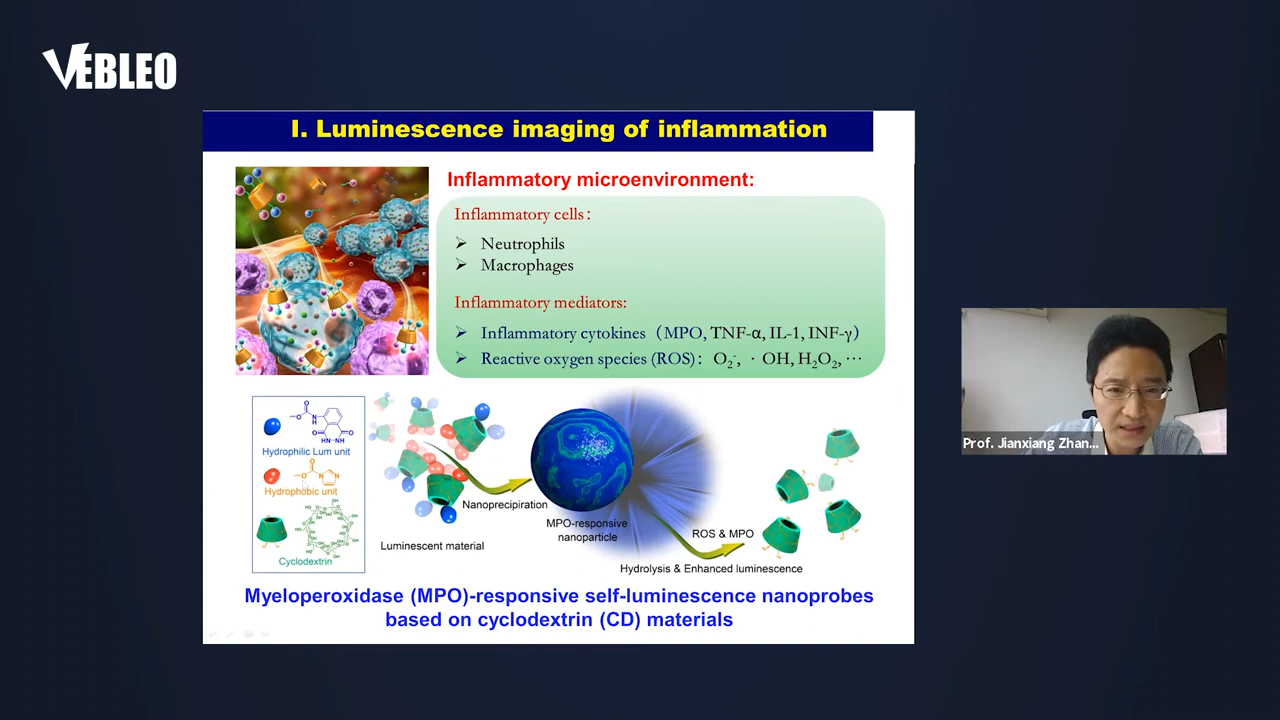 VEBLEO
I. Luminescence imaging of inflammation
Inflammatory microenvironment:
Inflammatory cells:
➢ Neutrophils
➢ Macrophages
Inflammatory mediators:
➢ Inflammatory cytokines (MPO, TNF-α, IL-1, INF-γ)
➢ Reactive oxygen species (ROS): O₂⁻, · OH, H₂O₂, ···
Hydrophilic Lum unit
Hydrophobic unit
Cyclodextrin
Luminescent material
Nanoprecipiration
MPO-responsive
nanoparticle
ROS & MPO
Hydrolysis & Enhanced luminescence
Myeloperoxidase (MPO)-responsive self-luminescence nanoprobes
based on cyclodextrin (CD) materials
Prof. Jianxiang Zhan...